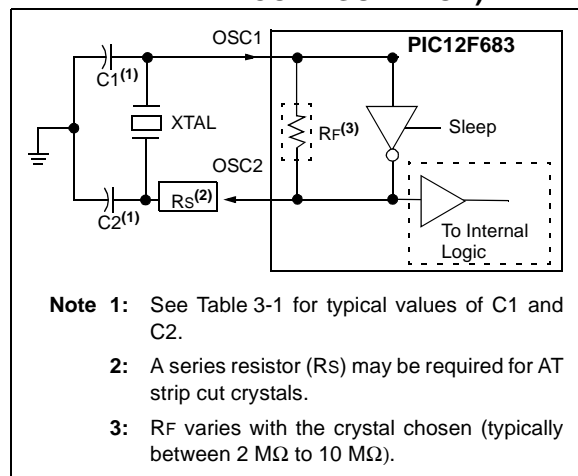 OSC1
PIC12F683
C1(1)
XTAL
RF(3)
Sleep
OSC2
C2(1)
RS(2)
To Internal
Logic
Note 1: See Table 3-1 for typical values of C1 and
C2.
2: A series resistor (RS) may be required for AT
strip cut crystals.
3: RF varies with the crystal chosen (typically
between 2 MΩ to 10 MΩ).